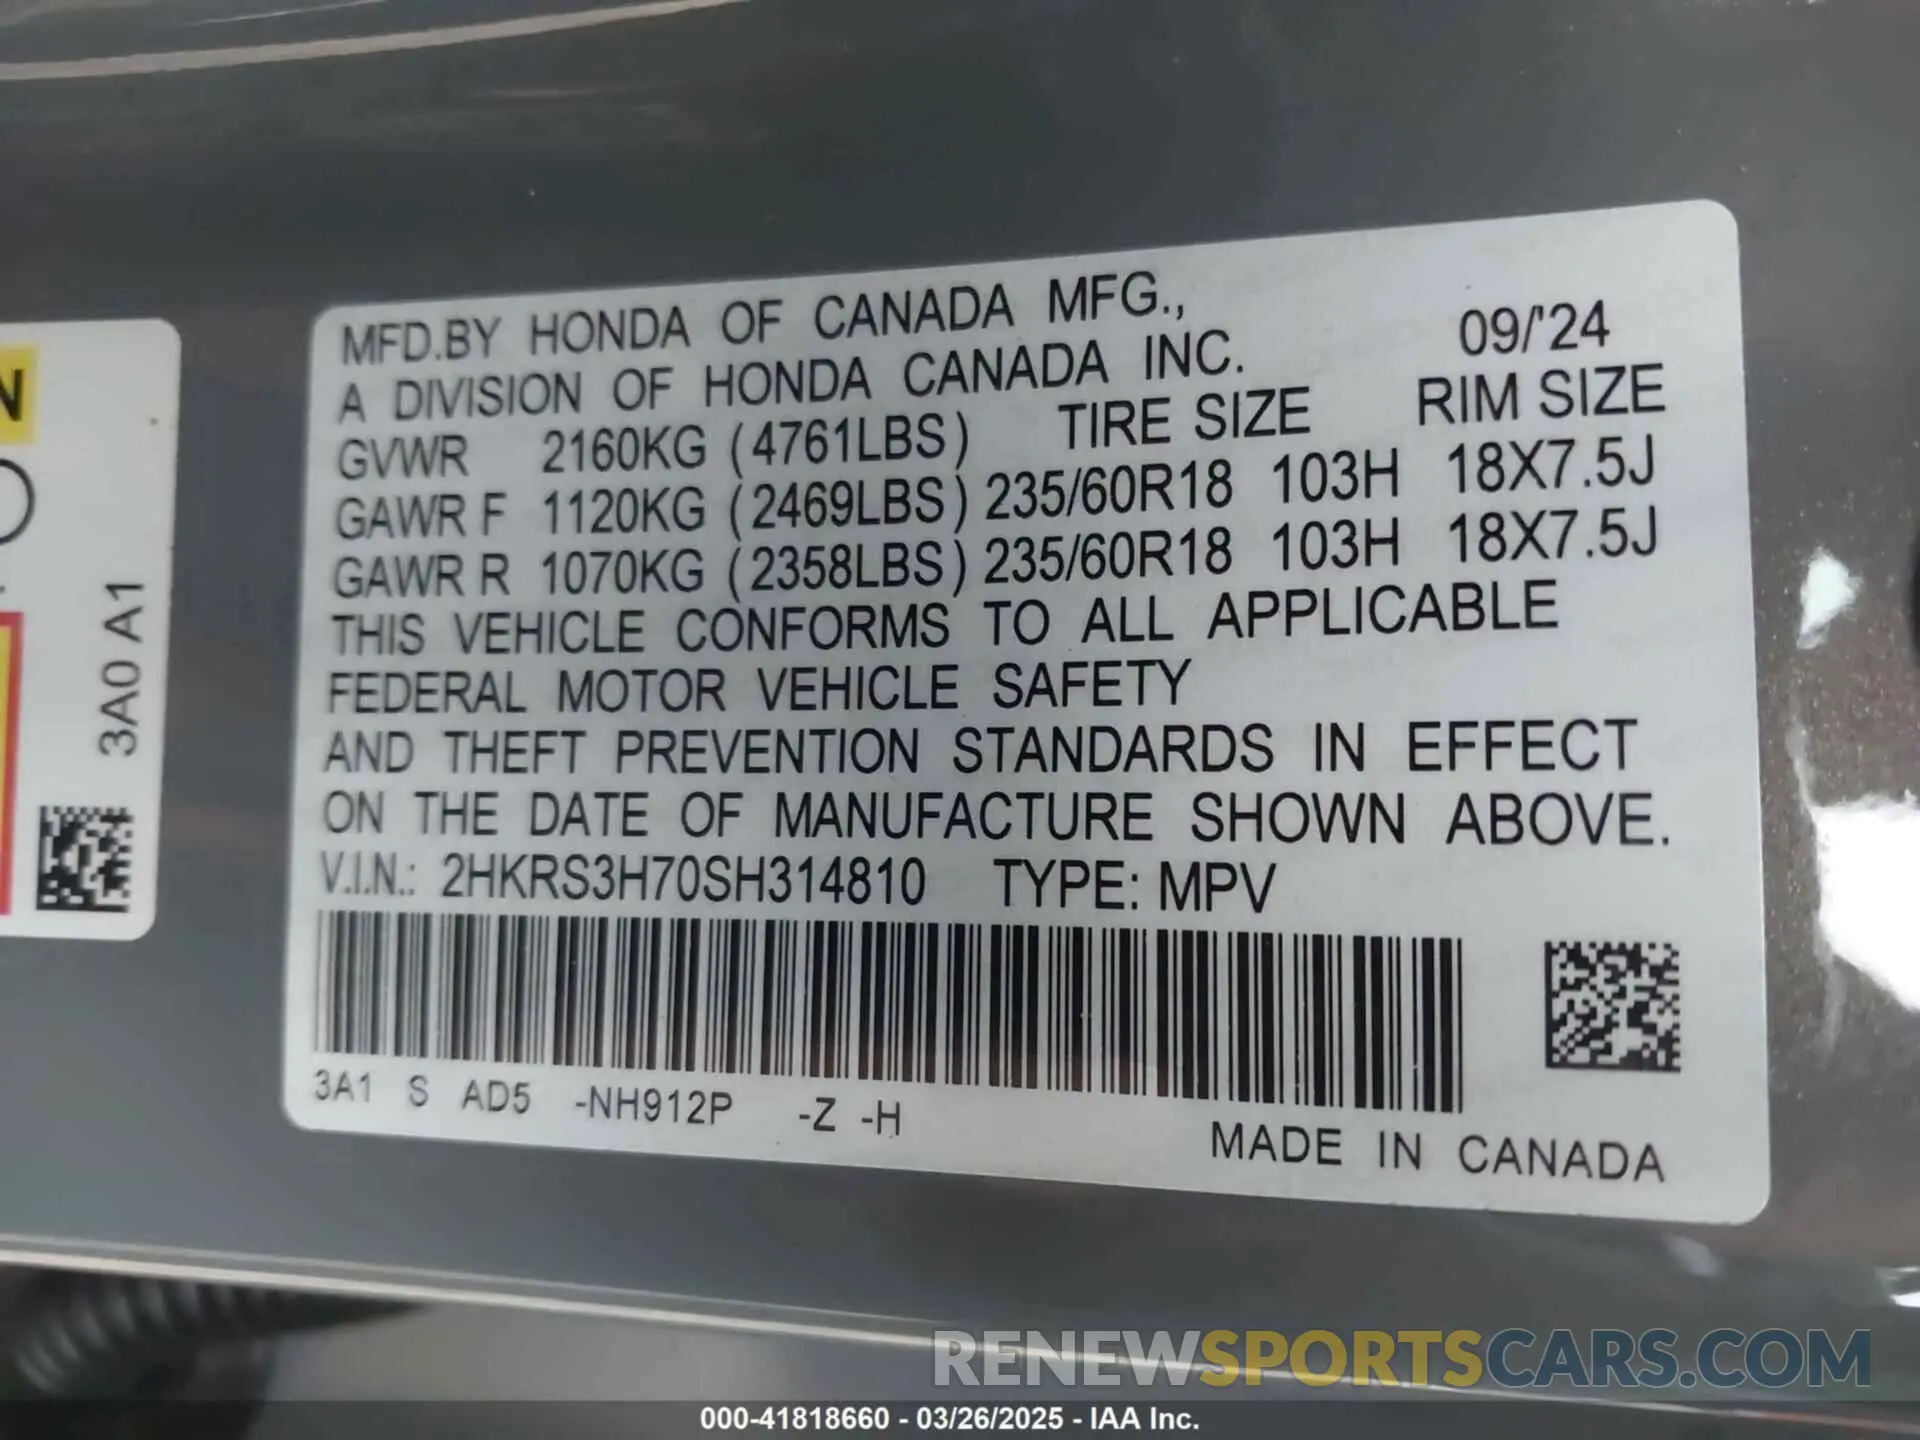 MFD.BY HONDA OF CANADA MFG.,
A DIVISION OF HONDA CANADA INC. 09/'24
GVWR 2160KG (4761LBS) TIRE SIZE RIM SIZE
GAWR F 1120KG (2469LBS) 235/60R18 103H 18X7.5J
GAWR R 1070KG (2358LBS) 235/60R18 103H 18X7.5J
THIS VEHICLE CONFORMS TO ALL APPLICABLE
FEDERAL MOTOR VEHICLE SAFETY
AND THEFT PREVENTION STANDARDS IN EFFECT
ON THE DATE OF MANUFACTURE SHOWN ABOVE.
V.I.N.: 2HKRS3H70SH314810 TYPE: MPV
3A1 S AD5 -NH912P -Z -H
MADE IN CANADA
N
3A0 A1
RENEWSPORTSCARS.COM
000-41818660 - 03/26/2025 - IAA Inc.